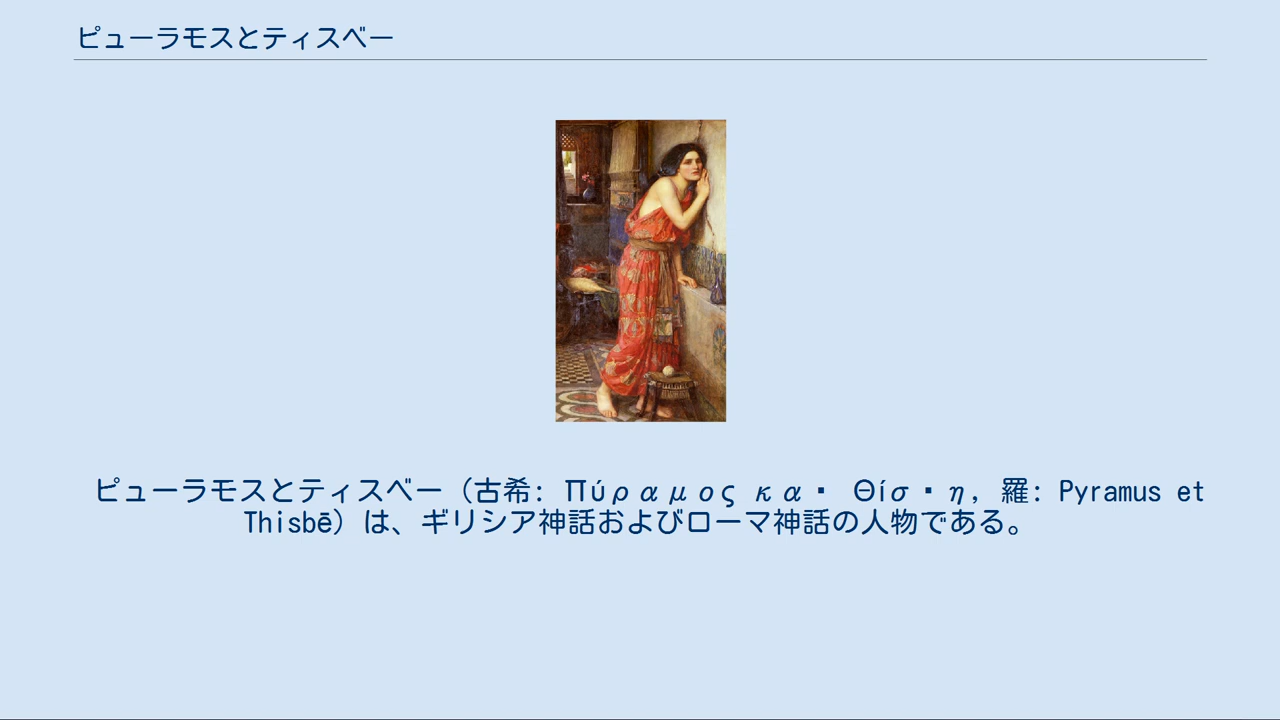 ピューラモスとティスベー
ピューラモスとティスベー（古希: Πύραμος κα▪ Θίσ▪η, 羅: Pyramus et
Thisbē）は、ギリシア神話およびローマ神話の人物である。